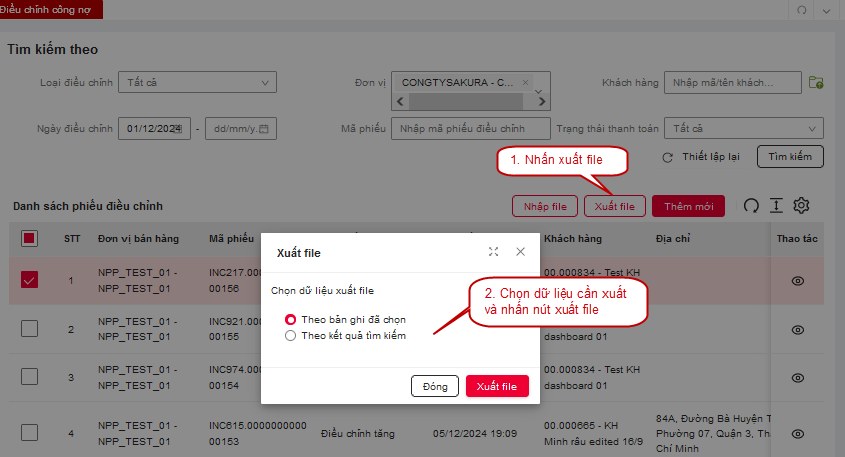 Điều chỉnh công nợ
Tìm kiếm theo
Loại điều chỉnh
Tất cả
Đơn vị
CONGTYSAKURA - C...
Khách hàng
Nhập mã/tên khách...
Ngày điều chỉnh
01/12/2024
-
dd/mm/y.
Mã phiếu
Nhập mã phiếu điều chỉnh
Trạng thái thanh toán
Tất cả
1. Nhấn xuất file
Thiết lập lại
Tìm kiếm
Danh sách phiếu điều chỉnh
Nhập file
Xuất file
Thêm mới
STT
Đơn vị bán hàng
Mã phiếu
Khách hàng
Địa chỉ
Thao tác
1
NPP_TEST_01 -
NPP_TEST_01
INC217.000
00156
00.000834 - Test KH
2
NPP_TEST_01 -
NPP_TEST_01
INC921.000
00155
dashboard 01
3
NPP_TEST_01 -
NPP_TEST_01
INC974.000
00154
00.000834 - Test KH
dashboard 01
4
NPP_TEST_01 -
NPP_TEST_01
INC615.0000000000
00153
Điều chỉnh tăng
05/12/2024 19:09
00.000665 - KH
Minh râu edited 16/9
84A, Đường Bà Huyện T
Phường 07, Quận 3, Th
Chí Minh
Xuất file
Chọn dữ liệu xuất file
Theo bản ghi đã chọn
Theo kết quả tìm kiếm
Đóng
Xuất file
2. Chọn dữ liệu cần xuất
và nhấn nút xuất file